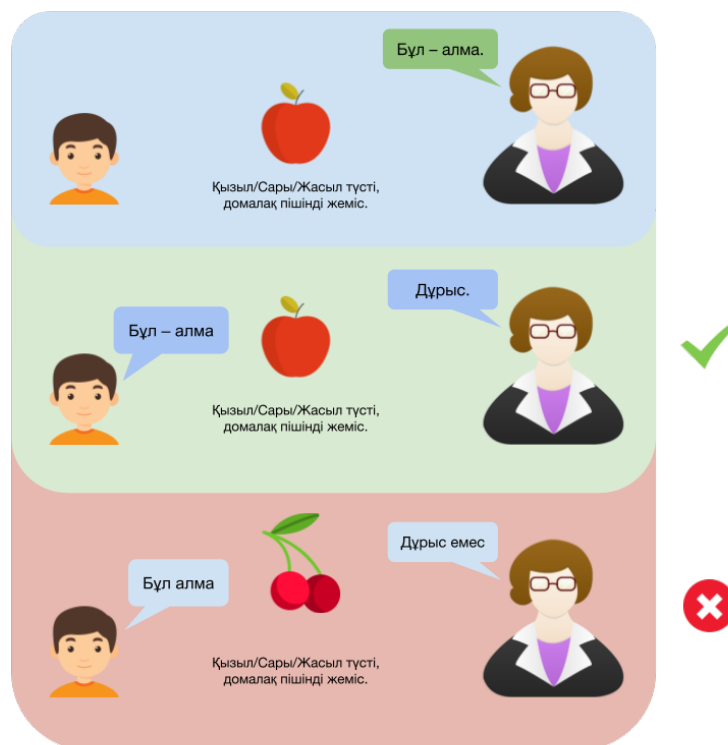 Бұл – алма.
Қызыл/Сары/Жасыл түсті,
домалақ пішінді жеміс.
Бұл – алма
Дұрыс.
Қызыл/Сары/Жасыл түсті,
домалақ пішінді жеміс.
Бұл алма
Дұрыс емес
Қызыл/Сары/Жасыл түсті,
домалақ пішінді жеміс.